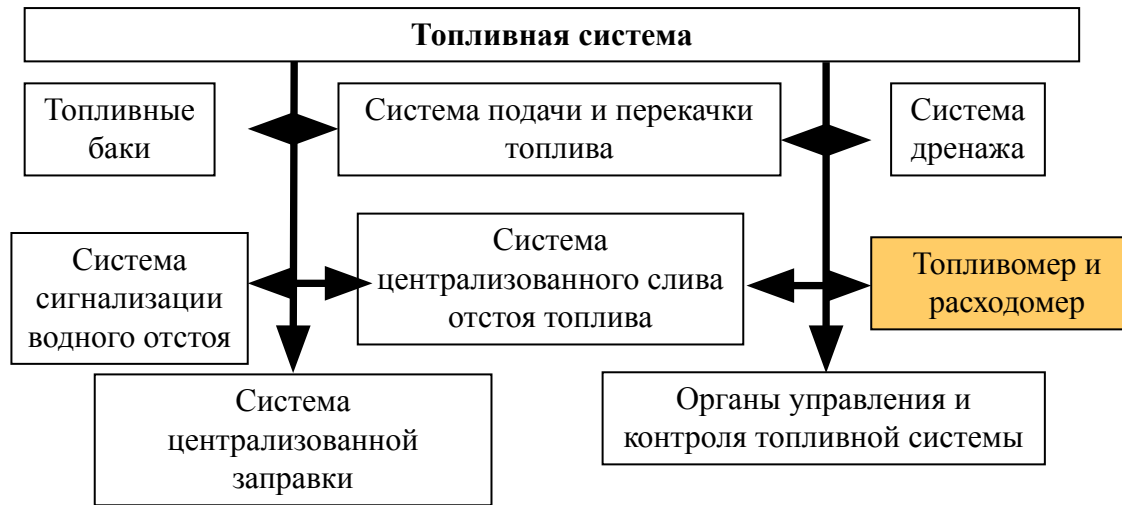 Топливная система
Топливные
баки
Система подачи и перекачки
топлива
Система
дренажа
Система
сигнализации
водного отстоя
Система
централизованного слива
отстоя топлива
Топливомер и
расходомер
Система
централизованной
заправки
Органы управления и
контроля топливной системы